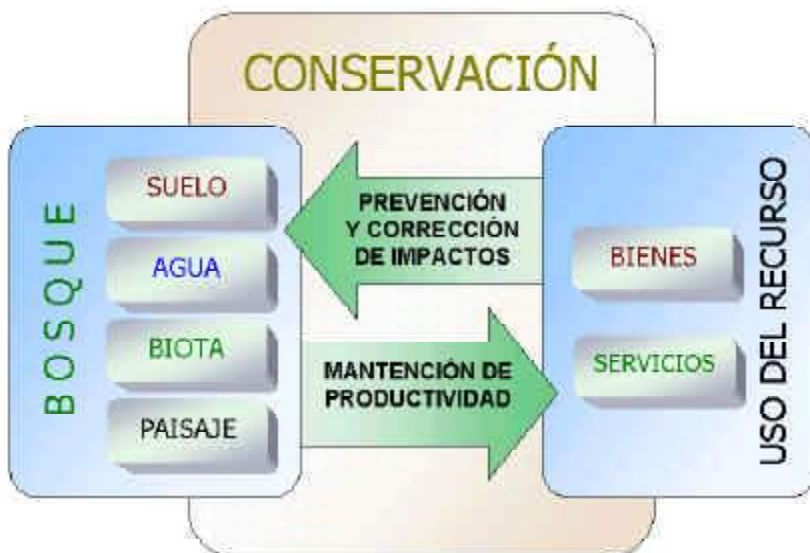 CONSERVACIÓN
BOSQUE
SUELO
AGUA
BIOTA
PAISAJE
PREVENCIÓN
Y CORRECCIÓN
DE IMPACTOS
MANTENCIÓN DE
PRODUCTIVIDAD
BIENES
SERVICIOS
USO DEL RECURSO